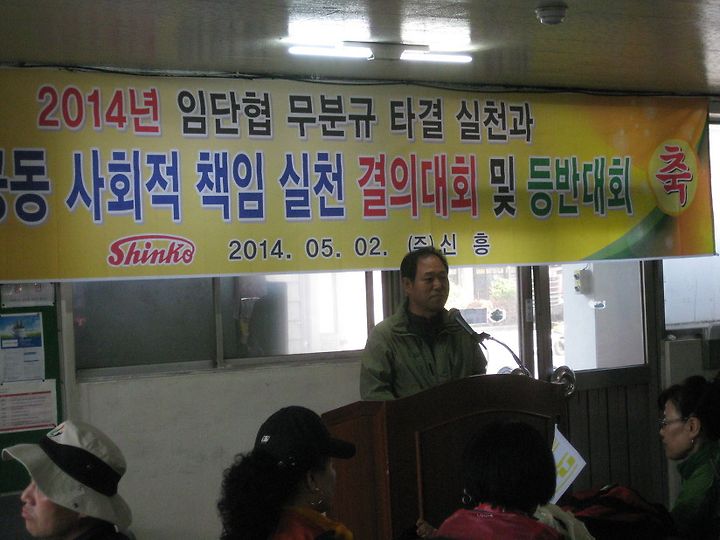 2014년 임단협 무분규 타결 실천과
공동 사회적 책임 실천 결의대회 및 등반대회
축
Shinko 2014. 05. 02. (주)신 흥